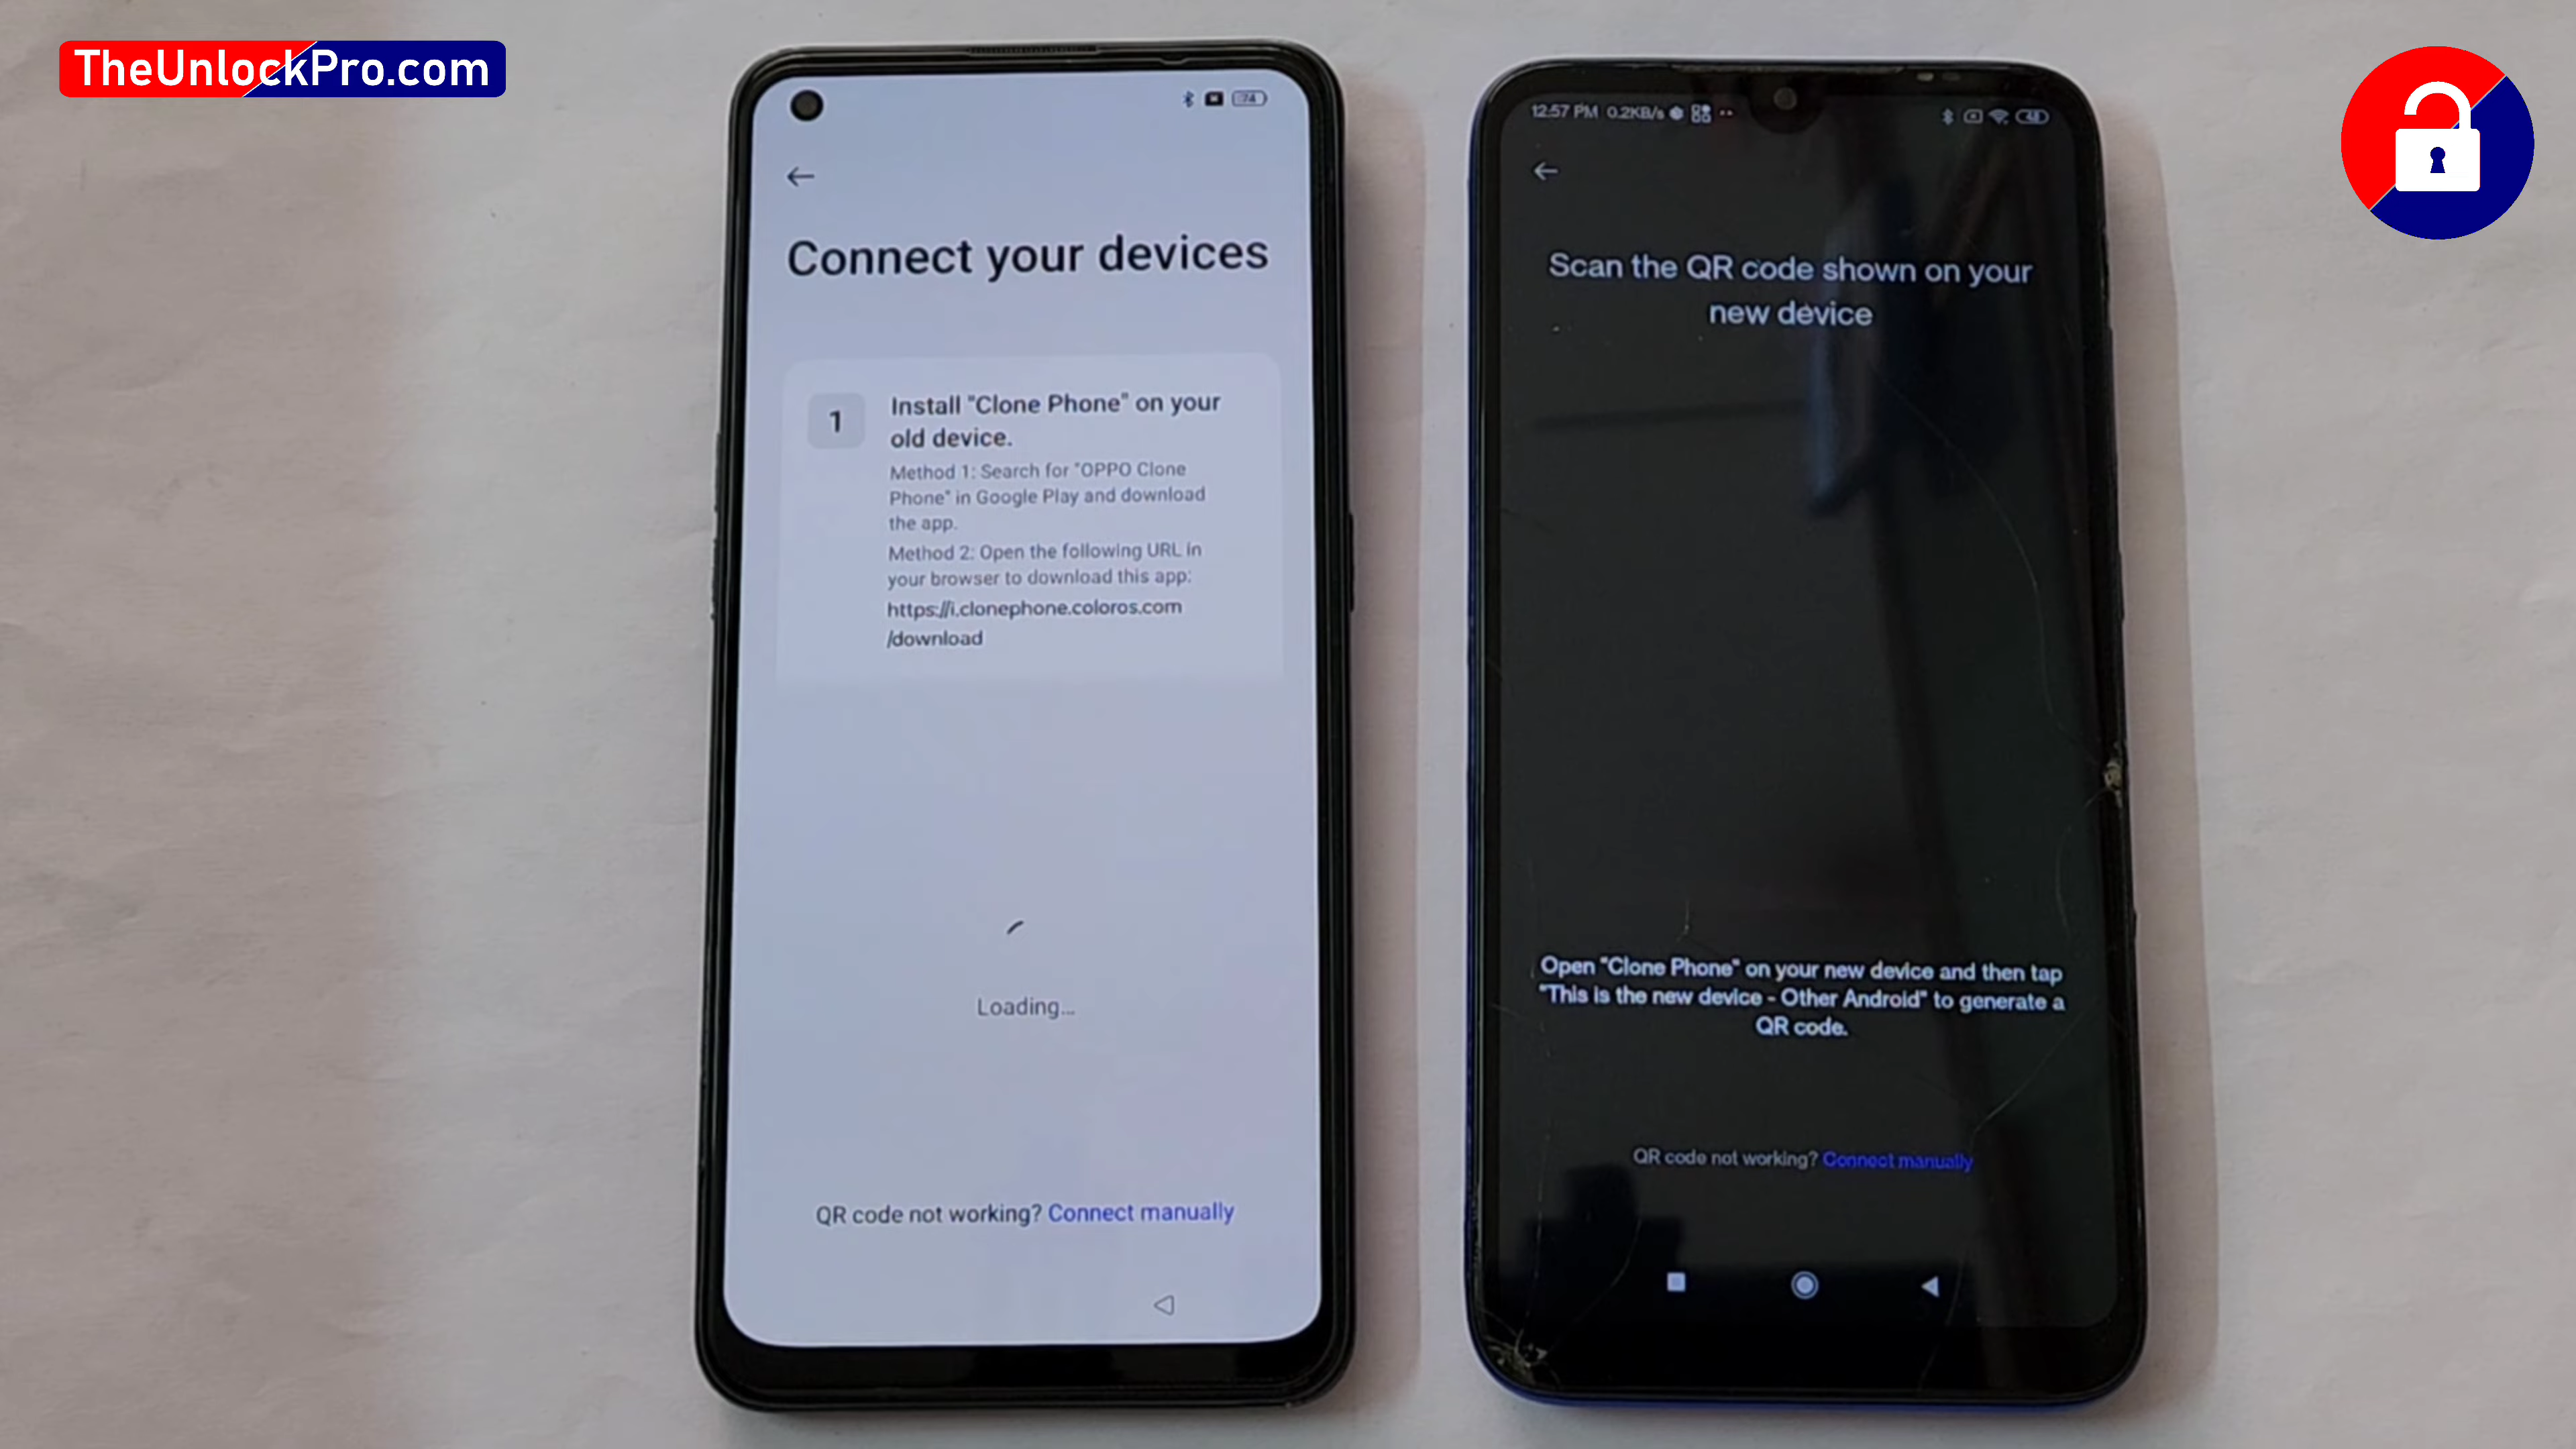 TheUnlockPro.com
74
Connect your devices
1
Install "Clone Phone" on your
old device.
Method 1: Search for "OPPO Clone
Phone" in Google Play and download
the app.
Method 2: Open the following URL in
your browser to download this app:
https://i.clonephone.coloros.com
/download
Loading...
QR code not working? Connect manually
12:57 PM 0.2KB/s
48
Scan the QR code shown on your
new device
Open "Clone Phone" on your new device and then tap
"This is the new device - Other Android" to generate a
QR code.
QR code not working? Connect manually